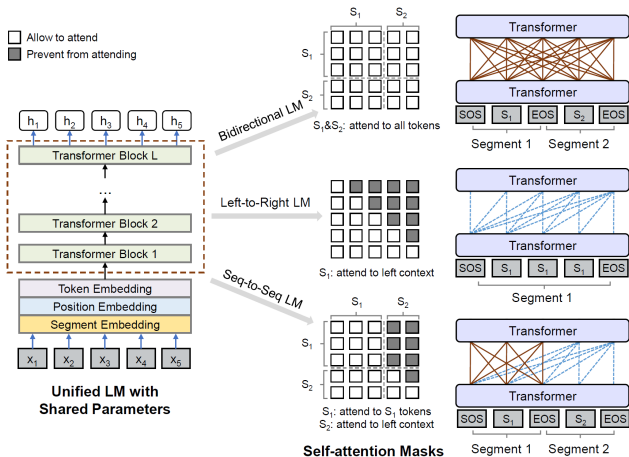 Allow to attend
Prevent from attending
h1 h2 h3 h4 h5
Transformer Block L
...
Transformer Block 2
Transformer Block 1
Token Embedding
Position Embedding
Segment Embedding
x1 x2 x3 x4 x5
Unified LM with
Shared Parameters
Bidirectional LM
Left-to-Right LM
Seq-to-Seq LM
S1 S2
S1
S2
S1&S2: attend to all tokens
S1: attend to left context
S1 S2
S1
S2
S1: attend to S1 tokens
S2: attend to left context
Self-attention Masks
Transformer
Transformer
SOS S1 EOS S2 EOS
Segment 1 Segment 2
Transformer
Transformer
SOS S1 S1 S1 EOS
Segment 1
Transformer
Transformer
SOS S1 EOS S2 EOS
Segment 1 Segment 2